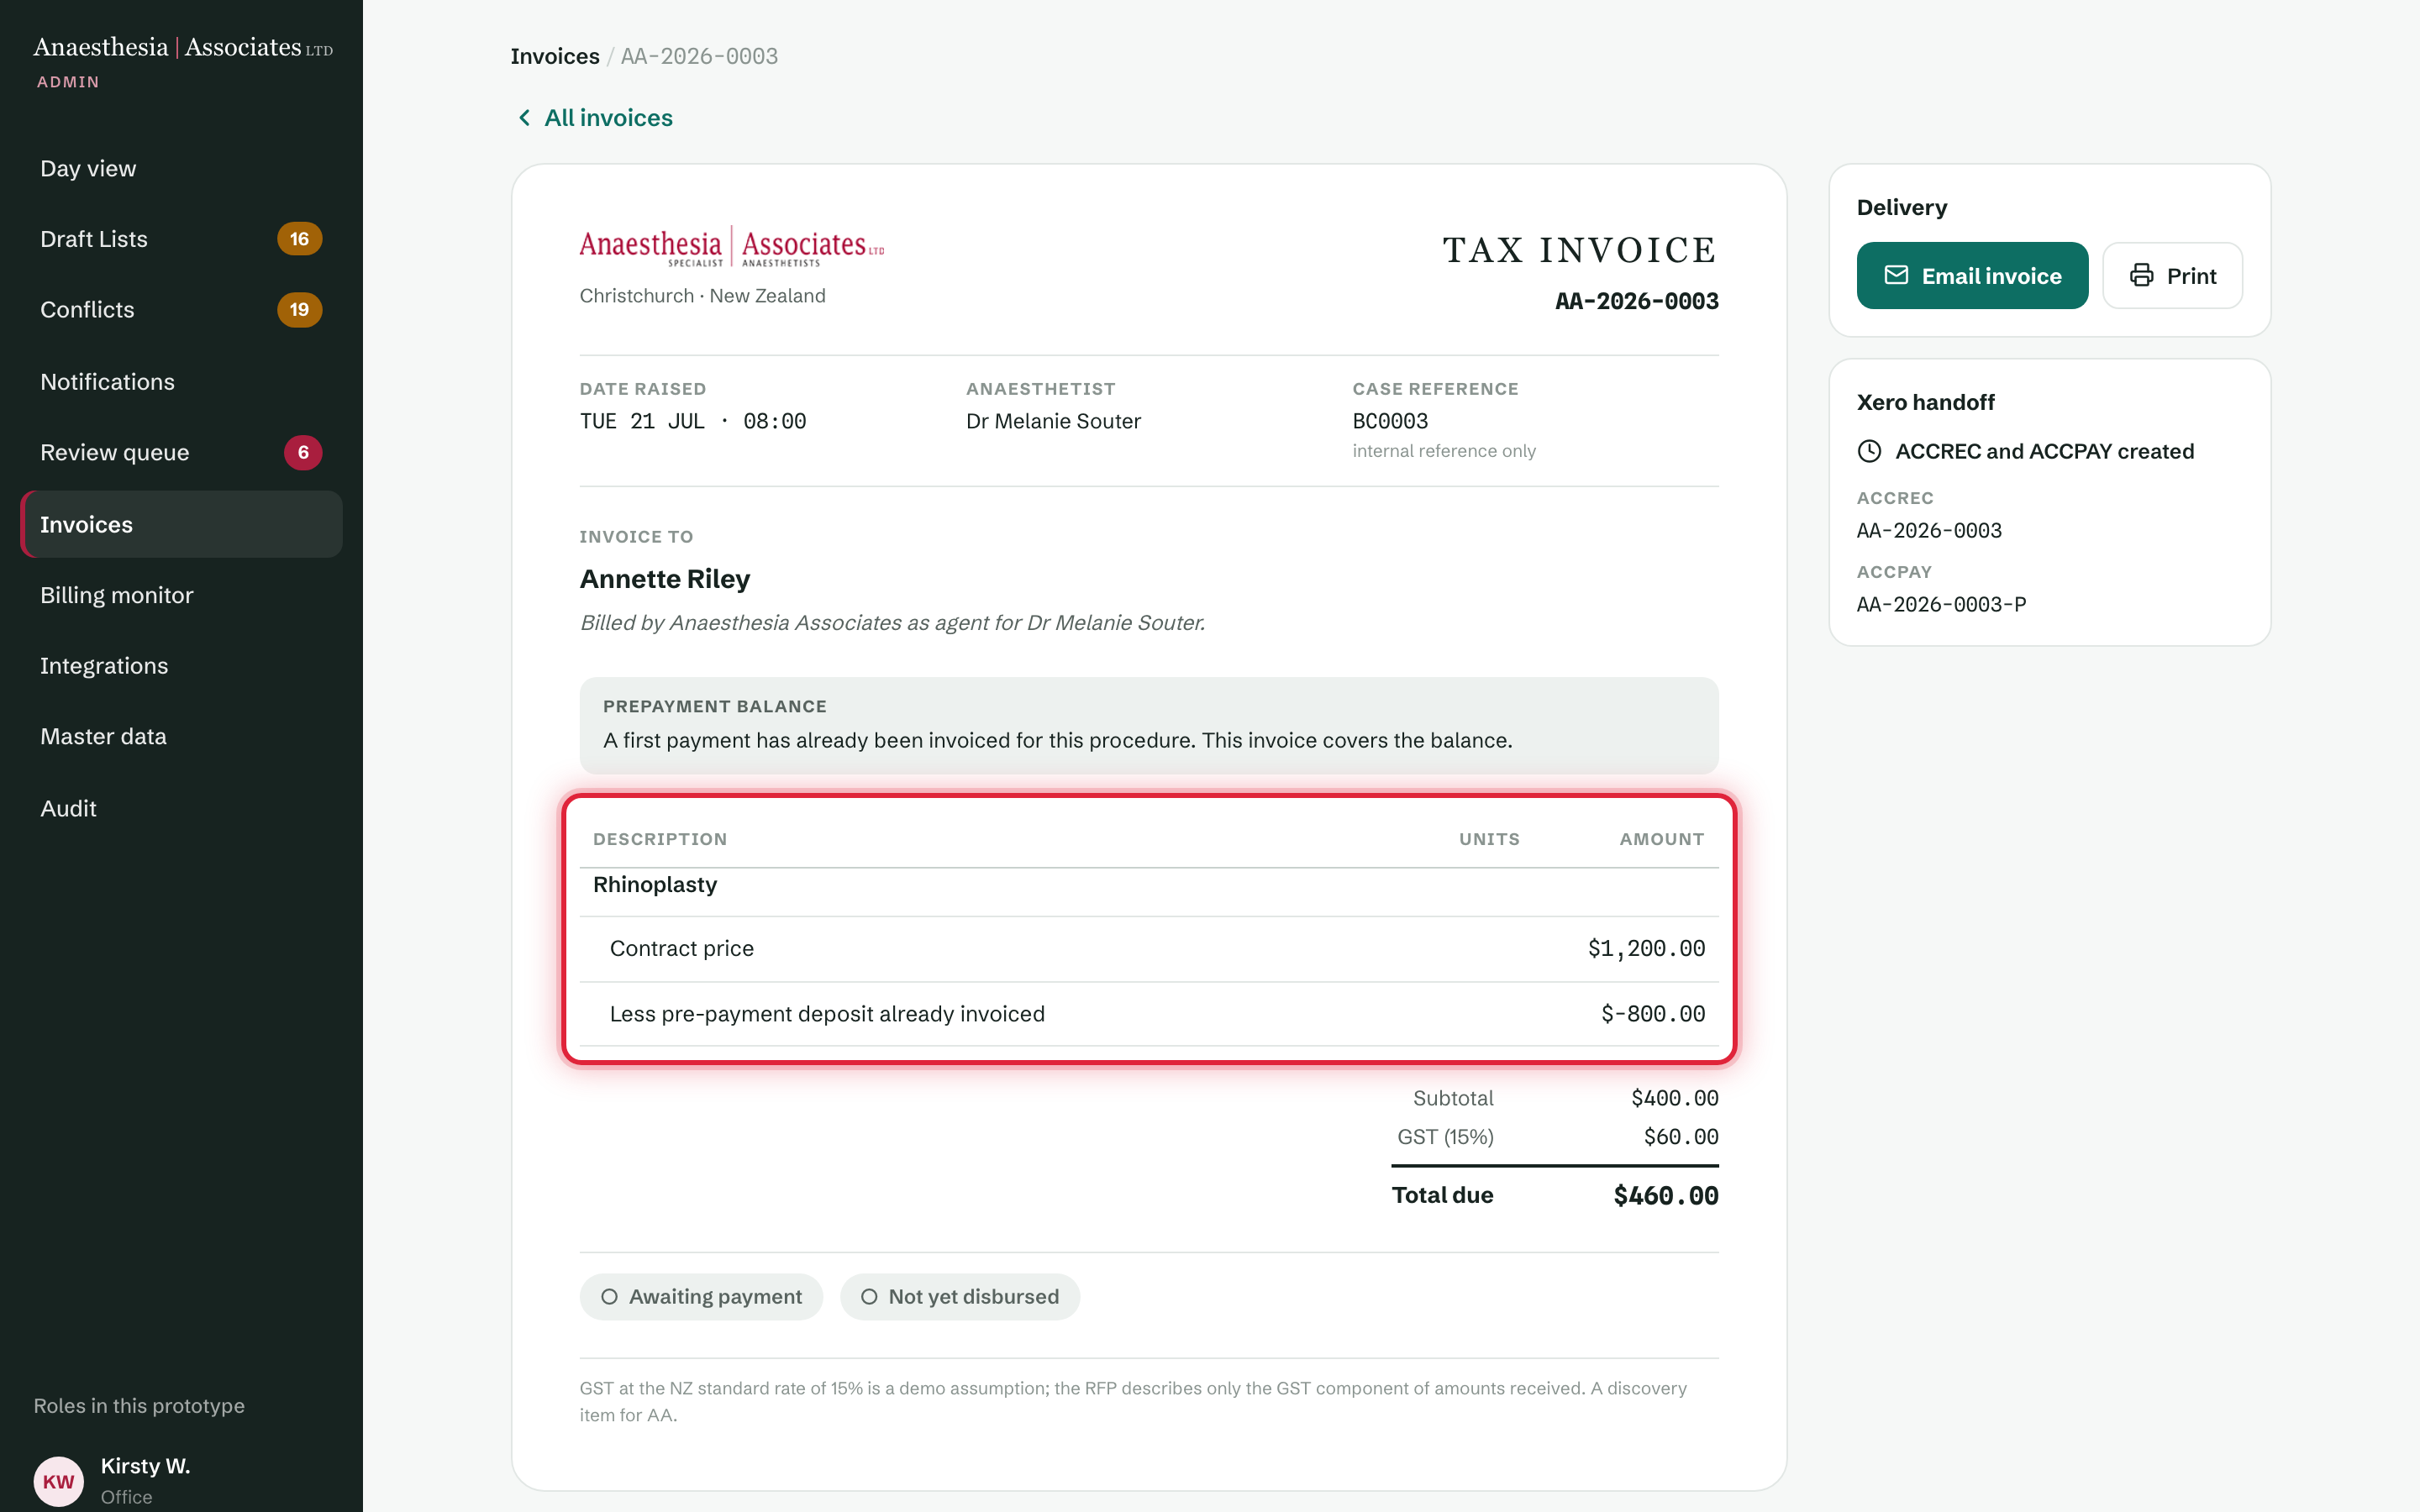 Anaesthesia | Associates LTD
ADMIN
Day view
Draft Lists 16
Conflicts 19
Notifications
Review queue 6
Invoices
Billing monitor
Integrations
Master data
Audit
Roles in this prototype
KW Kirsty W.
Office
Invoices / AA-2026-0003
All invoices
Anaesthesia | Associates LTD
SPECIALIST ANAESTHETISTS
Christchurch · New Zealand
TAX INVOICE
AA-2026-0003
DATE RAISED ANAESTHETIST CASE REFERENCE
TUE 21 JUL · 08:00 Dr Melanie Souter BC0003
internal reference only
INVOICE TO
Annette Riley
Billed by Anaesthesia Associates as agent for Dr Melanie Souter.
PREPAYMENT BALANCE
A first payment has already been invoiced for this procedure. This invoice covers the balance.
DESCRIPTION UNITS AMOUNT
Rhinoplasty
Contract price $1,200.00
Less pre-payment deposit already invoiced $-800.00
Subtotal $400.00
GST (15%) $60.00
Total due $460.00
Awaiting payment Not yet disbursed
GST at the NZ standard rate of 15% is a demo assumption; the RFP describes only the GST component of amounts received. A discovery
item for AA.
Delivery
Email invoice Print
Xero handoff
ACCREC and ACCPAY created
ACCREC
AA-2026-0003
ACCPAY
AA-2026-0003-P